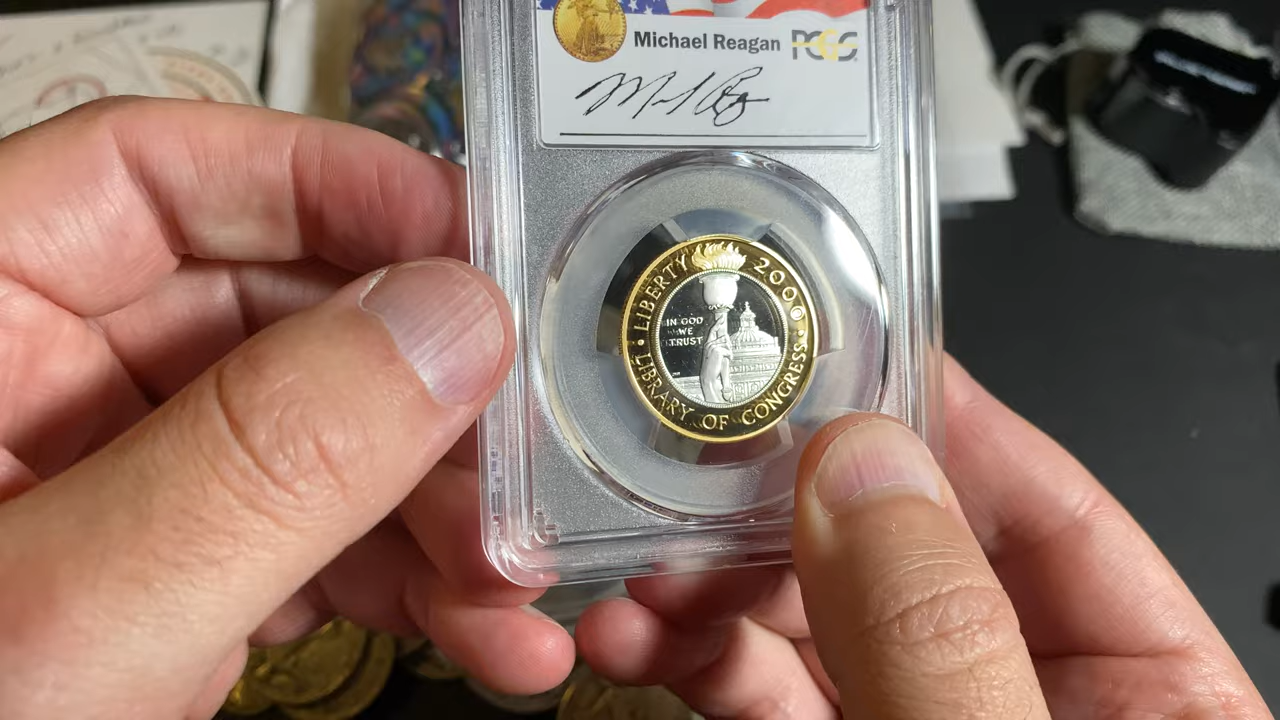 Michael Reagan PCGS
LIBERTY 2000
IN GOD
WE
TRUST
LIBRARY OF CONGRESS